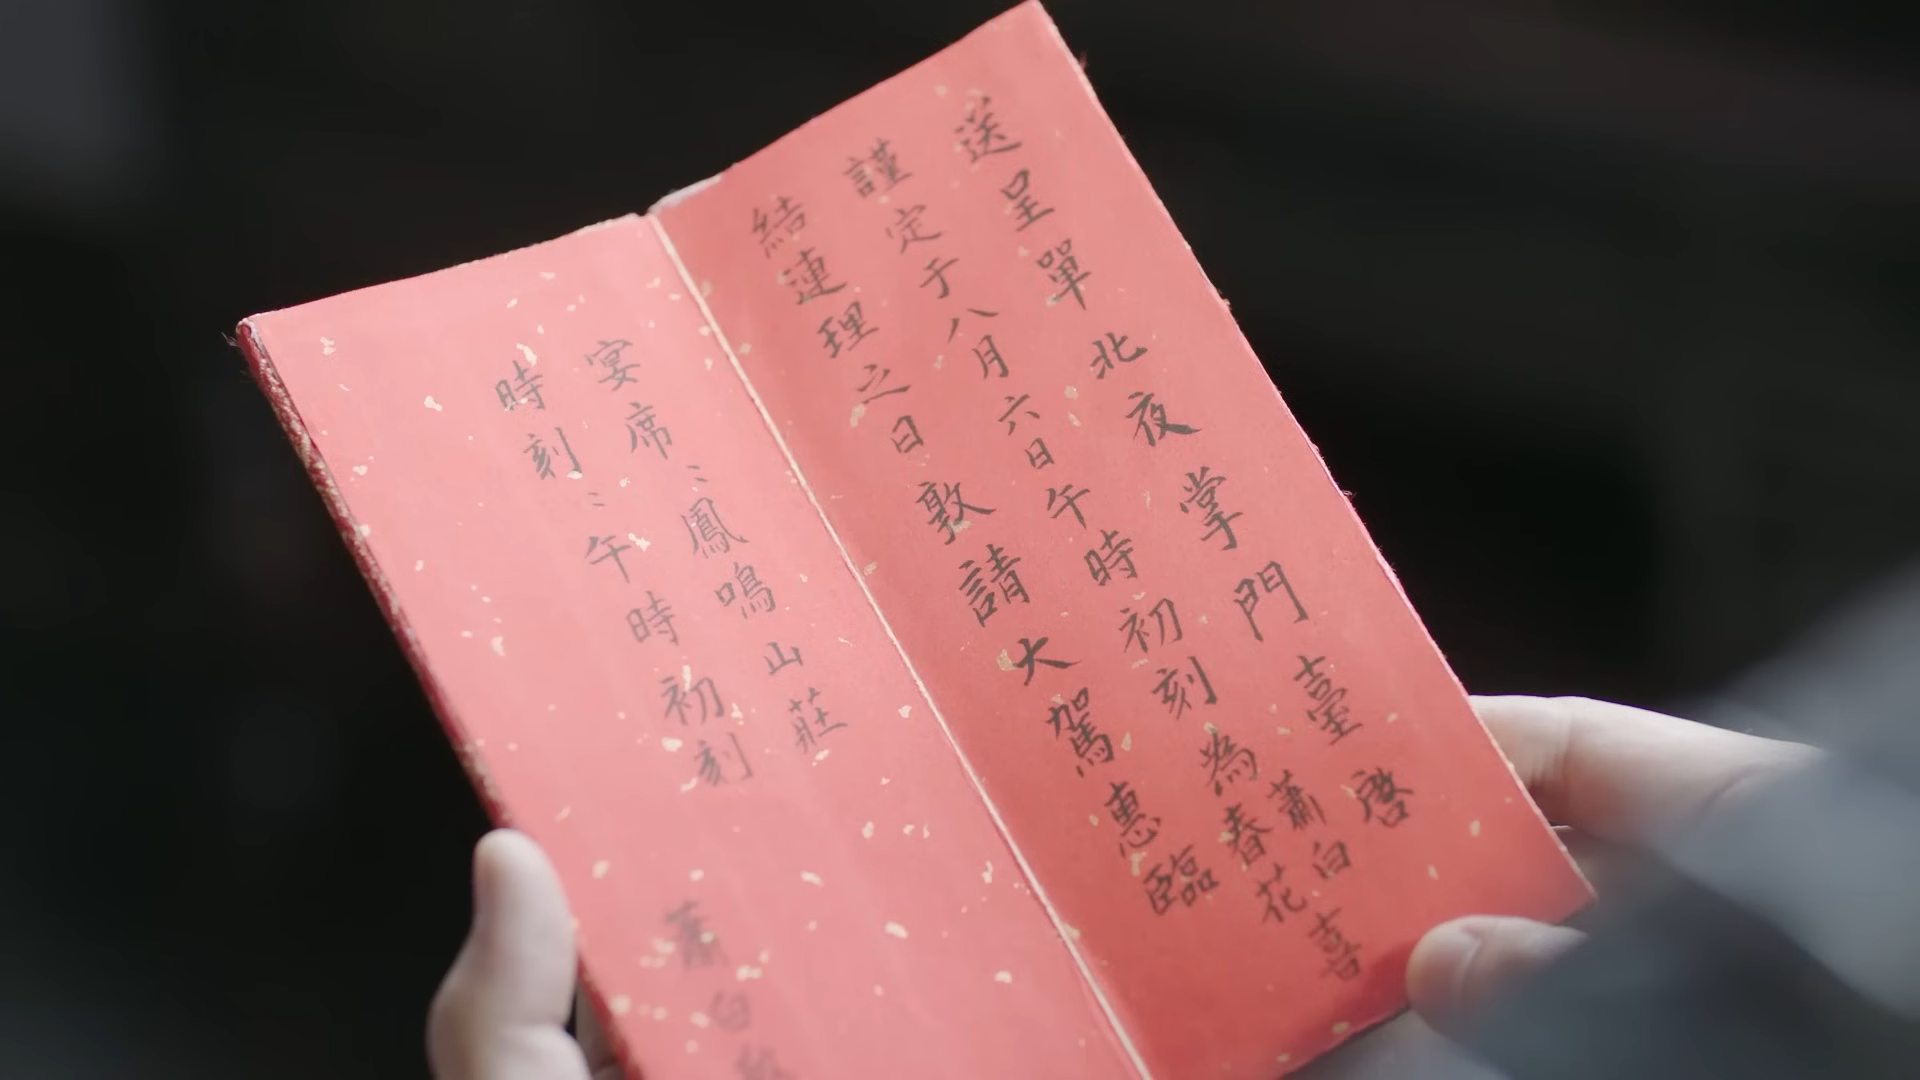 送呈單北夜掌門臺啓
謹定于八月六日午時初刻為蕭白春花喜
結連理之日敦請大駕惠臨
宴席：鳳鳴山莊
時刻：午時初刻
蕭白